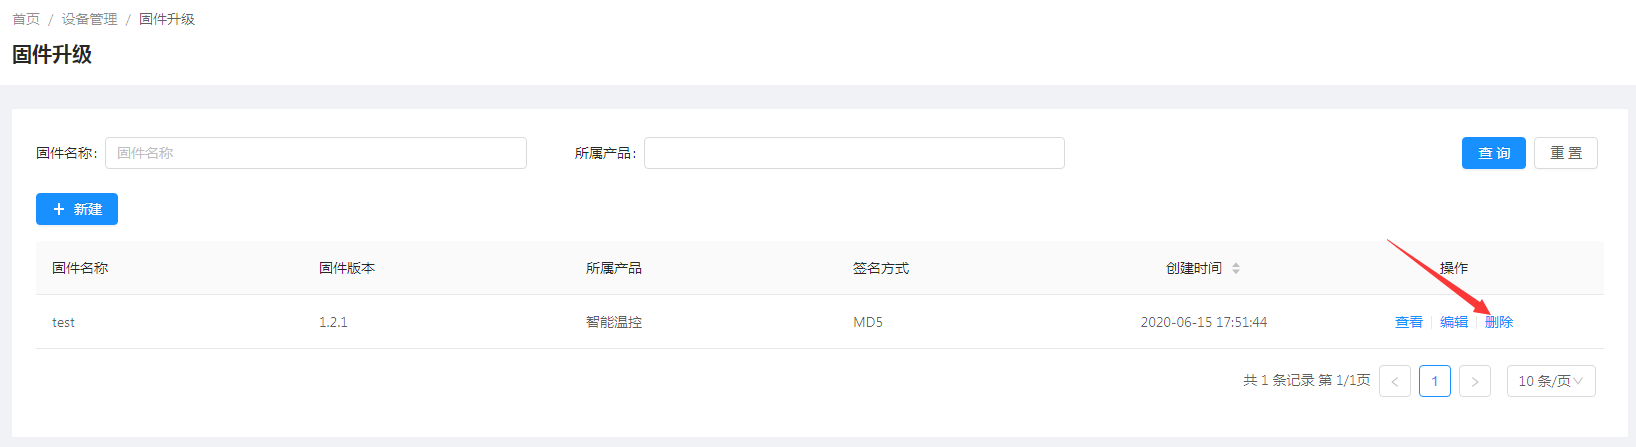 首页 / 设备管理 / 固件升级
固件升级
固件名称: 固件名称 所属产品: 查 询 重 置
+ 新建
固件名称 固件版本 所属产品 签名方式 创建时间 操作
test 1.2.1 智能温控 MD5 2020-06-15 17:51:44 查看 编辑 删除
共 1 条记录 第 1/1页 < 1 > 10 条/页